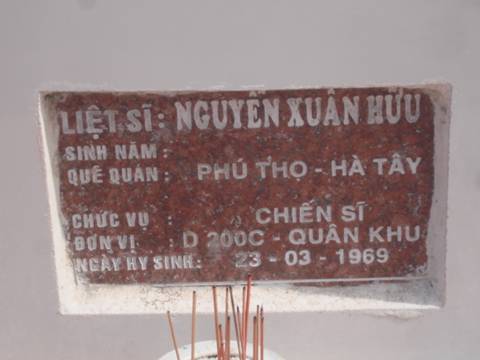 LIỆT SĨ: NGUYỄN XUÂN HỮU
SINH NĂM :
QUÊ QUÁN : PHÚ THỌ - HÀ TÂY
CHỨC VỤ : CHIẾN SĨ
ĐƠN VỊ : D 200C - QUÂN KHU
NGÀY HY SINH: 23 - 03 - 1969